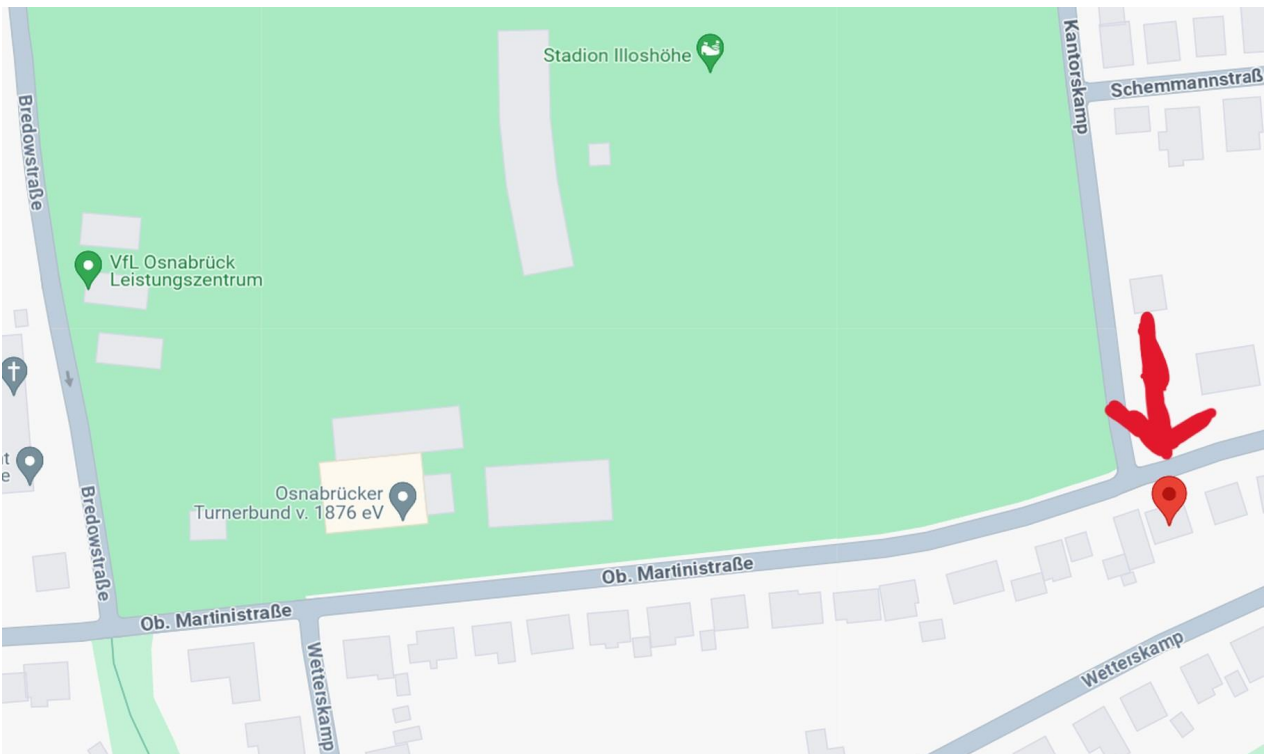 Stadion Illoshöhe
Kantorskamp
Schemmannstraß
Bredowstraße
VfL Osnabrück
Leistungszentrum
t
e
Osnabrücker
Turnerbund v. 1876 eV
Bredowstraße
Ob. Martinistraße
Ob. Martinistraße
Wetterskamp
Wetterskamp